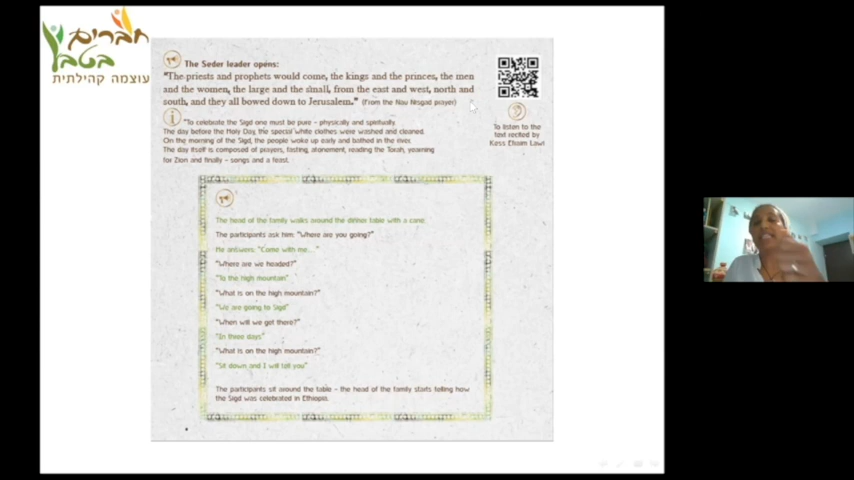 חברים
בטבע
עוצמה קהילתית
The Seder leader opens:
"The priests and prophets would come, the kings and the princes, the men
and the women, the large and the small, from the east and west, north and
south, and they all bowed down to Jerusalem." (From the Nau Nisgad prayer)
"To celebrate the Sigd one must be pure - physically and spiritually.
The day before the Holy Day, the special white clothes were washed and cleaned.
On the morning of the Sigd, the people woke up early and bathed in the river.
The day itself is composed of prayers, fasting, atonement, reading the Torah, yearning
for Zion and finally – songs and a feast.
To listen to the
text recited by
Kess Efraim Lawi
The head of the family walks around the dinner table with a cane.
The participants ask him: "Where are you going?"
He answers: "Come with me..."
"Where are we headed?"
"To the high mountain"
"What is on the high mountain?"
"We are going to Sigd"
"When will we get there?"
"In three days"
"What is on the high mountain?"
"Sit down and I will tell you"
The participants sit around the table – the head of the family starts telling how
the Sigd was celebrated in Ethiopia.